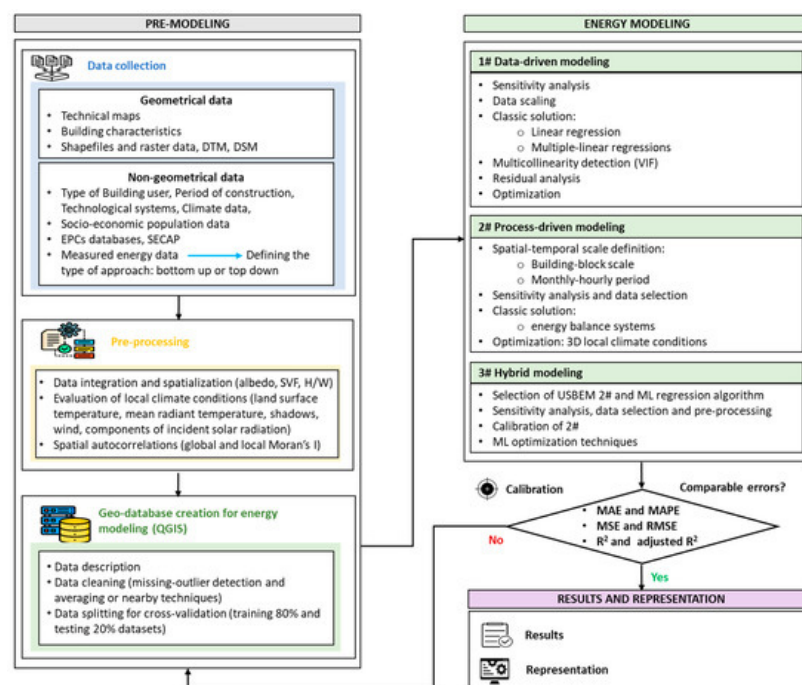 PRE-MODELING
Data collection
Geometrical data
• Technical maps
• Building characteristics
• Shapefiles and raster data, DTM, DSM
Non-geometrical data
• Type of Building user, Period of construction,
Technological systems, Climate data,
• Socio-economic population data
• EPCs databases, SECAP
• Measured energy data Defining the
type of approach: bottom up or top down
Pre-processing
• Data integration and spatialization (albedo, SVF, H/W)
• Evaluation of local climate conditions (land surface
temperature, mean radiant temperature, shadows,
wind, components of incident solar radiation)
• Spatial autocorrelations (global and local Moran's I)
Geo-database creation for energy
modeling (QGIS)
• Data description
• Data cleaning (missing-outlier detection and
averaging or nearby techniques)
• Data splitting for cross-validation (training 80% and
testing 20% datasets)
ENERGY MODELING
1# Data-driven modeling
• Sensitivity analysis
• Data scaling
• Classic solution:
o Linear regression
o Multiple-linear regressions
• Multicollinearity detection (VIF)
• Residual analysis
• Optimization
2# Process-driven modeling
• Spatial-temporal scale definition:
o Building-block scale
o Monthly-hourly period
• Sensitivity analysis and data selection
• Classic solution:
o energy balance systems
• Optimization: 3D local climate conditions
3# Hybrid modeling
• Selection of USBEM 2# and ML regression algorithm
• Sensitivity analysis, data selection and pre-processing
• Calibration of 2#
• ML optimization techniques
Calibration
Comparable errors?
• MAE and MAPE
• MSE and RMSE
• R² and adjusted R²
No
Yes
RESULTS AND REPRESENTATION
Results
Representation